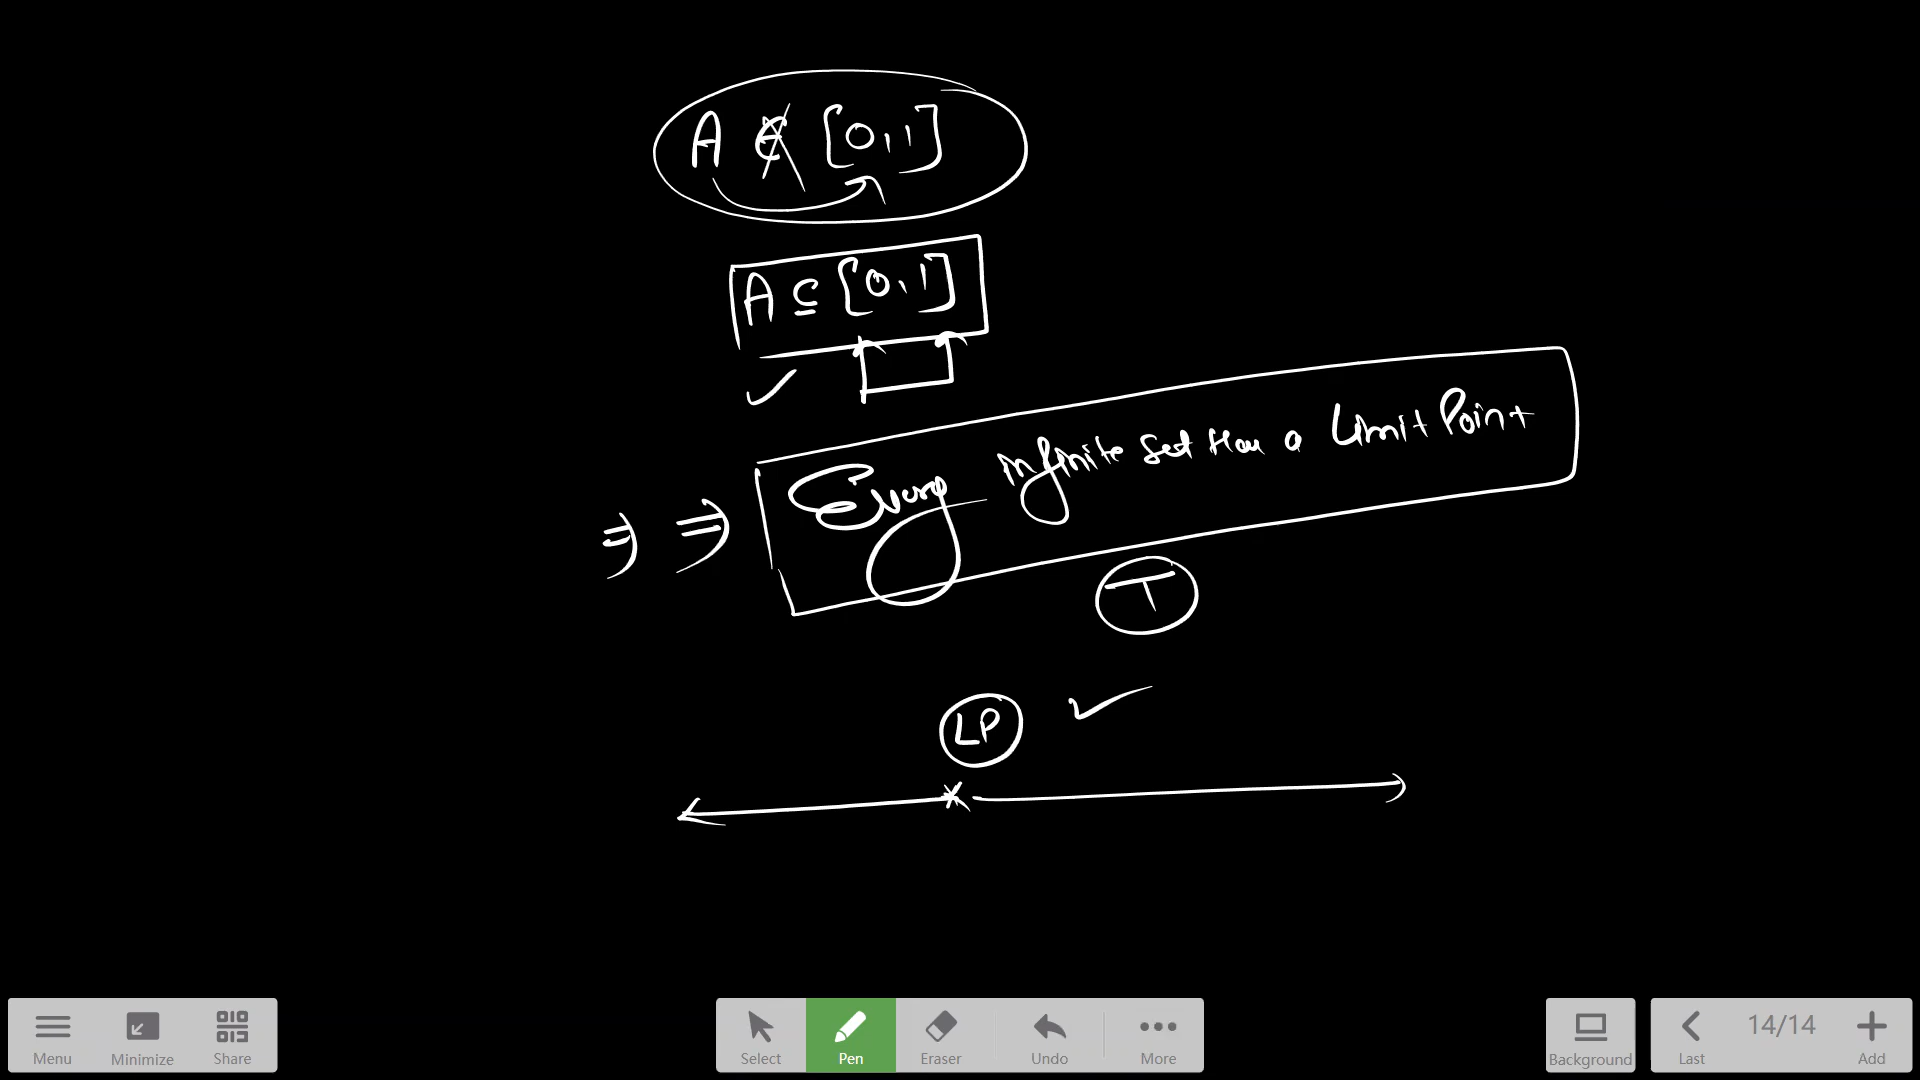 A ∉ [0,1]
A ⊆ [0,1]
⇒ ⇒ Every infinite set Has a Limit Point
T
LP
Menu Minimize Share Select Pen Eraser Undo More Background Last 14/14 Add